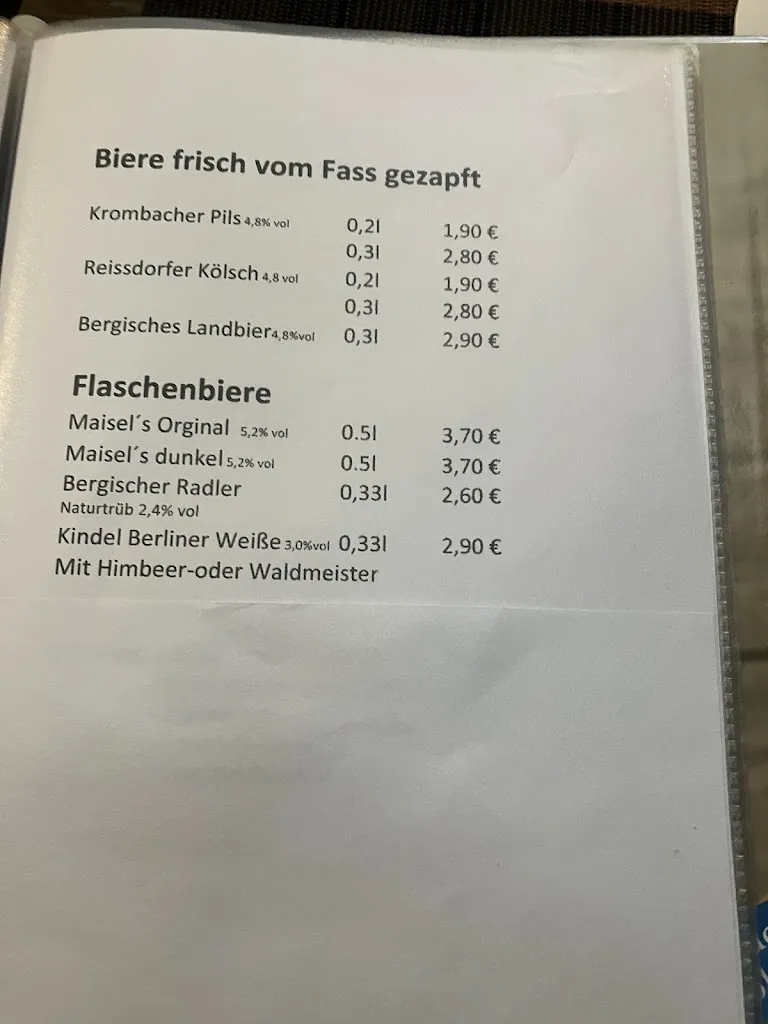 Biere frisch vom Fass gezapft
Krombacher Pils 4,8% vol 0,2l 1,90 €
0,3l 2,80 €
Reissdorfer Kölsch 4,8 vol 0,2l 1,90 €
0,3l 2,80 €
Bergisches Landbier4,8%vol 0,3l 2,90 €
Flaschenbiere
Maisel´s Orginal 5,2% vol 0.5l 3,70 €
Maisel´s dunkel 5,2% vol 0.5l 3,70 €
Bergischer Radler 0,33l 2,60 €
Naturtrüb 2,4% vol
Kindel Berliner Weiße 3,0%vol 0,33l 2,90 €
Mit Himbeer-oder Waldmeister